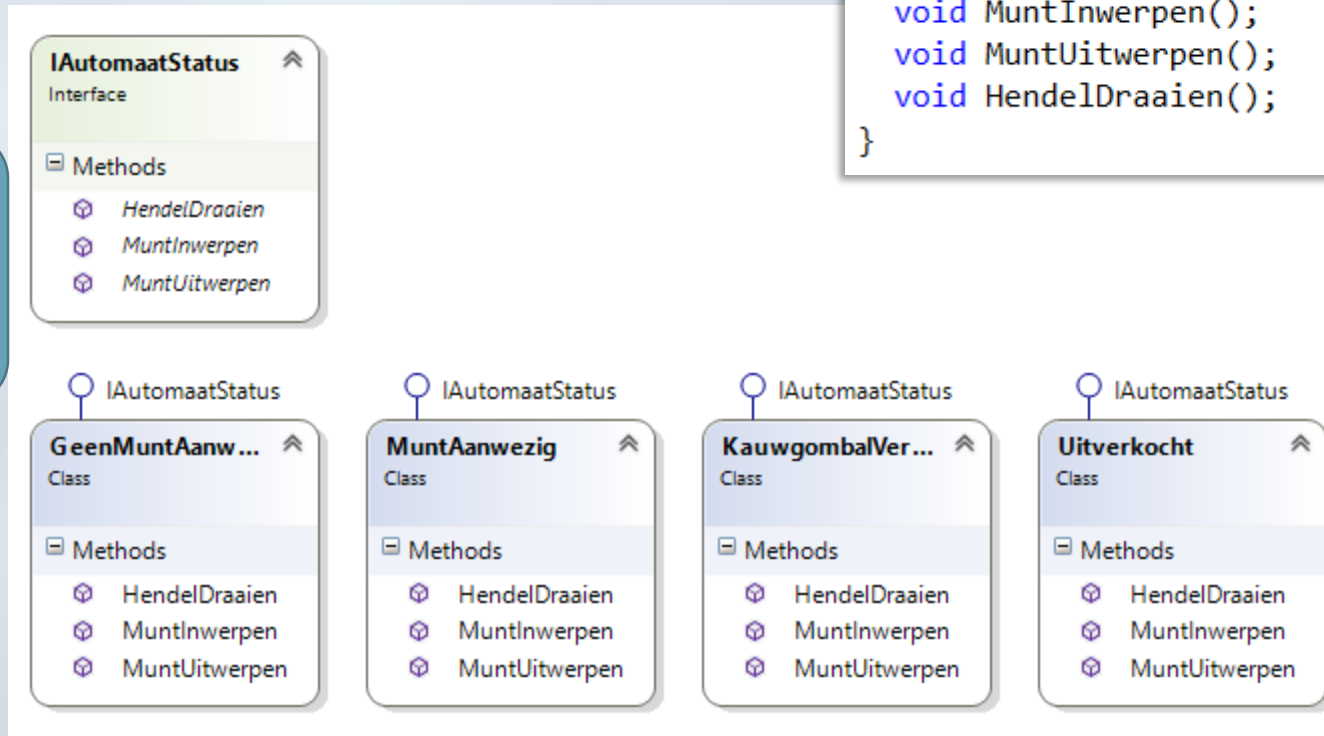 void MuntInwerpen();
void MuntUitwerpen();
void HendelDraaien();
}
IAutomaatStatus
Interface
Methods
HendelDraaien
MuntInwerpen
MuntUitwerpen
IAutomaatStatus
GeenMuntAanw...
Class
Methods
HendelDraaien
MuntInwerpen
MuntUitwerpen
IAutomaatStatus
MuntAanwezig
Class
Methods
HendelDraaien
MuntInwerpen
MuntUitwerpen
IAutomaatStatus
KauwgombalVer...
Class
Methods
HendelDraaien
MuntInwerpen
MuntUitwerpen
IAutomaatStatus
Uitverkocht
Class
Methods
HendelDraaien
MuntInwerpen
MuntUitwerpen